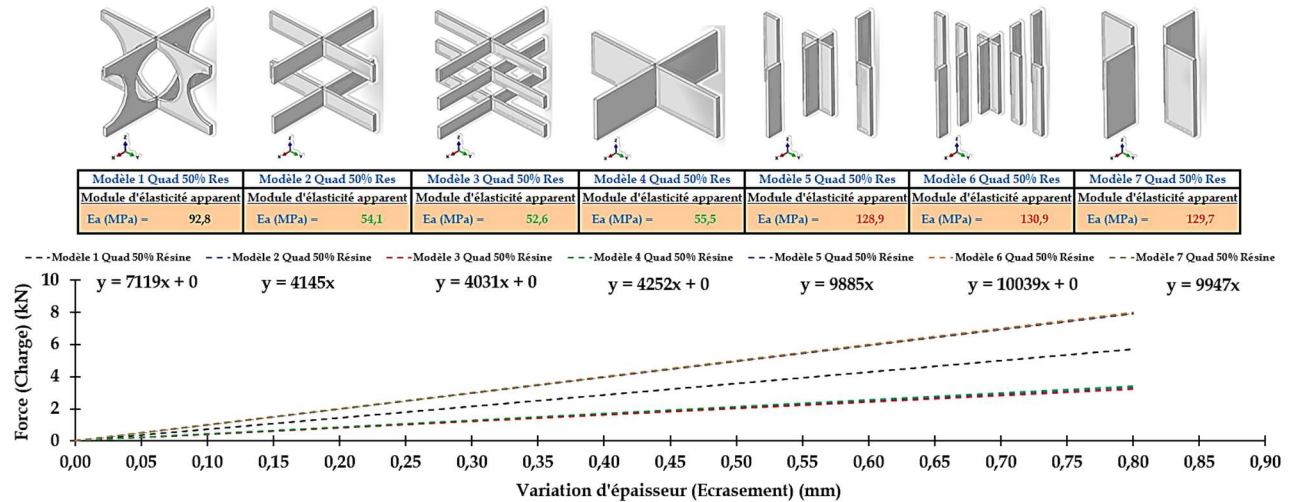 Modèle 1 Quad 50% Res Modèle 2 Quad 50% Res Modèle 3 Quad 50% Res Modèle 4 Quad 50% Res Modèle 5 Quad 50% Res Modèle 6 Quad 50% Res Modèle 7 Quad 50% Res
Module d'élasticité apparent Module d'élasticité apparent Module d'élasticité apparent Module d'élasticité apparent Module d'élasticité apparent Module d'élasticité apparent Module d'élasticité apparent
Ea (MPa) = 92,8 Ea (MPa) = 54,1 Ea (MPa) = 52,6 Ea (MPa) = 55,5 Ea (MPa) = 128,9 Ea (MPa) = 130,9 Ea (MPa) = 129,7
Modèle 1 Quad 50% Résine Modèle 2 Quad 50% Résine Modèle 3 Quad 50% Résine Modèle 4 Quad 50% Résine Modèle 5 Quad 50% Résine Modèle 6 Quad 50% Résine Modèle 7 Quad 50% Résine
y = 7119x + 0 y = 4145x y = 4031x + 0 y = 4252x + 0 y = 9885x y = 10039x + 0 y = 9947x
Force (Charge) (kN)
10
8
6
4
2
0
0,00 0,05 0,10 0,15 0,20 0,25 0,30 0,35 0,40 0,45 0,50 0,55 0,60 0,65 0,70 0,75 0,80 0,85 0,90
Variation d'épaisseur (Ecrasement) (mm)